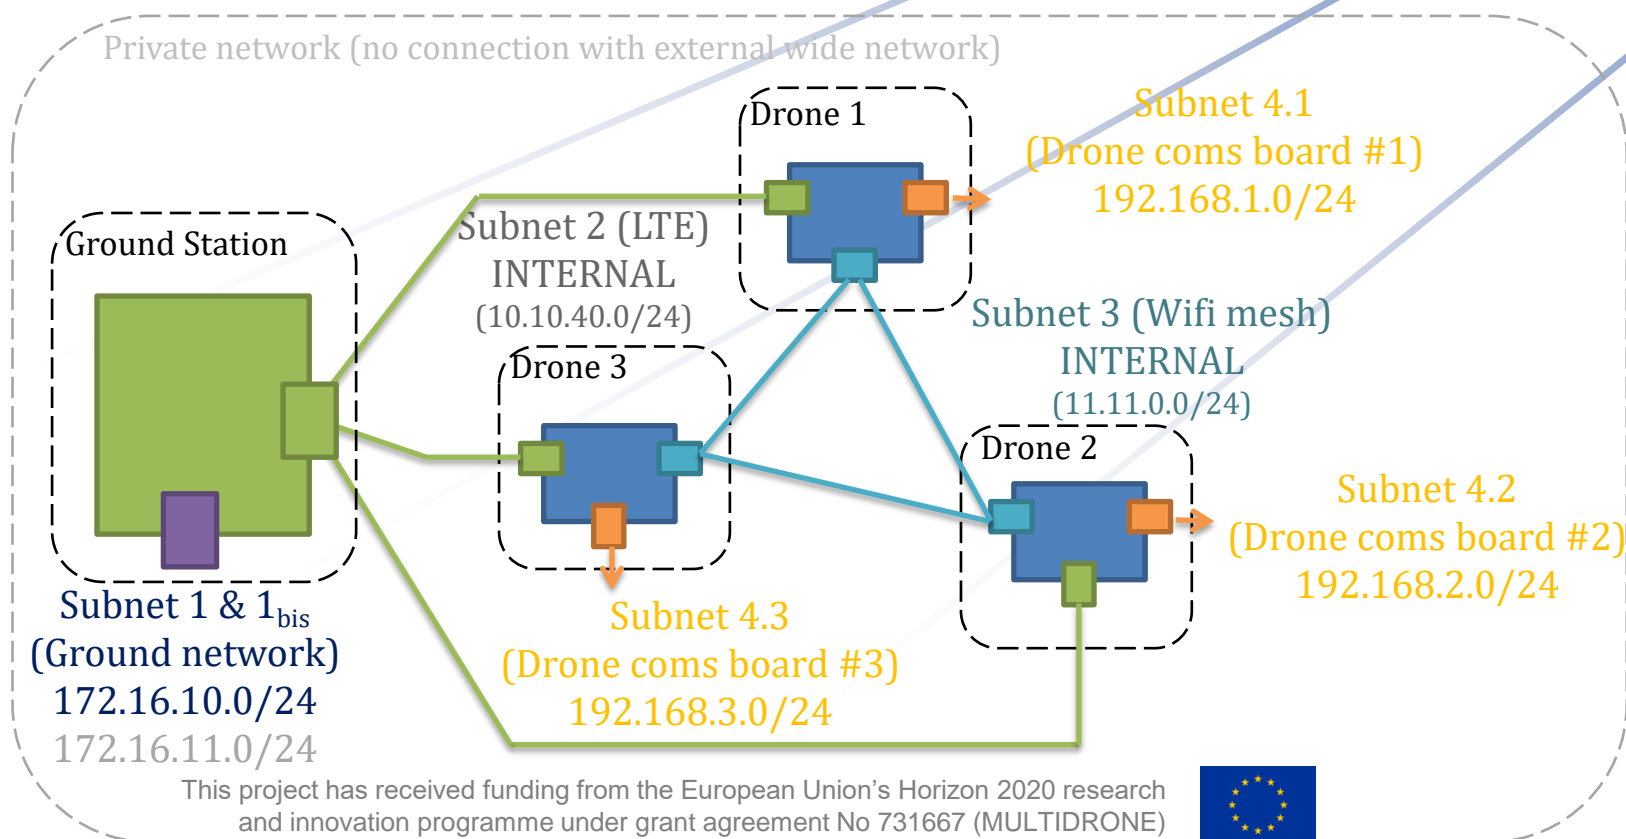 Private network (no connection with external wide network)
Drone 1
Subnet 4.1
(Drone coms board #1)
192.168.1.0/24
Ground Station
Subnet 2 (LTE)
INTERNAL
(10.10.40.0/24)
Subnet 3 (Wifi mesh)
INTERNAL
(11.11.0.0/24)
Drone 3
Drone 2
Subnet 4.2
(Drone coms board #2)
192.168.2.0/24
Subnet 1 & 1bis
(Ground network)
172.16.10.0/24
172.16.11.0/24
Subnet 4.3
(Drone coms board #3)
192.168.3.0/24
This project has received funding from the European Union's Horizon 2020 research
and innovation programme under grant agreement No 731667 (MULTIDRONE)